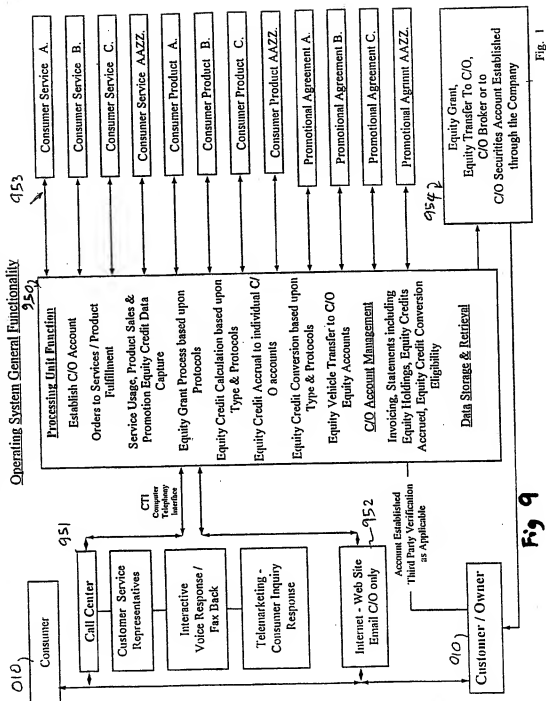 Operating System General Functionality
010
Consumer
951
Call Center
Customer Service
Representatives
Interactive
Voice Response /
Fax Back
Telemarketing -
Consumer Inquiry
Response
Internet - Web Site
Email C/O only
952
910
Customer / Owner
CTI
Computer
Telephony
Interface
Account Established
Third Party Verification
as Applicable
950
Processing Unit Function
Establish C/O Account
Orders to Services / Product
Fulfillment
Service Usage, Product Sales &
Promotion Equity Credit Data
Capture
Equity Grant Process based upon
Protocols
Equity Credit Calculation based upon
Type & Protocols
Equity Credit Accrual to individual C/
O accounts
Equity Credit Conversion based upon
Type & Protocols
Equity Vehicle Transfer to C/O
Equity Accounts
C/O Account Management
Invoicing, Statements including
Equity Holdings, Equity Credits
Accrued, Equity Credit Conversion
Eligibility
Data Storage & Retrieval
953
Consumer Service A.
Consumer Service B.
Consumer Service C.
Consumer Service AAZZ.
Consumer Product A.
Consumer Product B.
Consumer Product C.
Consumer Product AAZZ.
Promotional Agreement A.
Promotional Agreement B.
Promotional Agreement C.
Promotional Agrmnt AAZZ.
954
Equity Grant,
Equity Transfer To C/O,
C/O Broker or to
C/O Securities Account Established
through the Company
Fig 9
Fig. 1